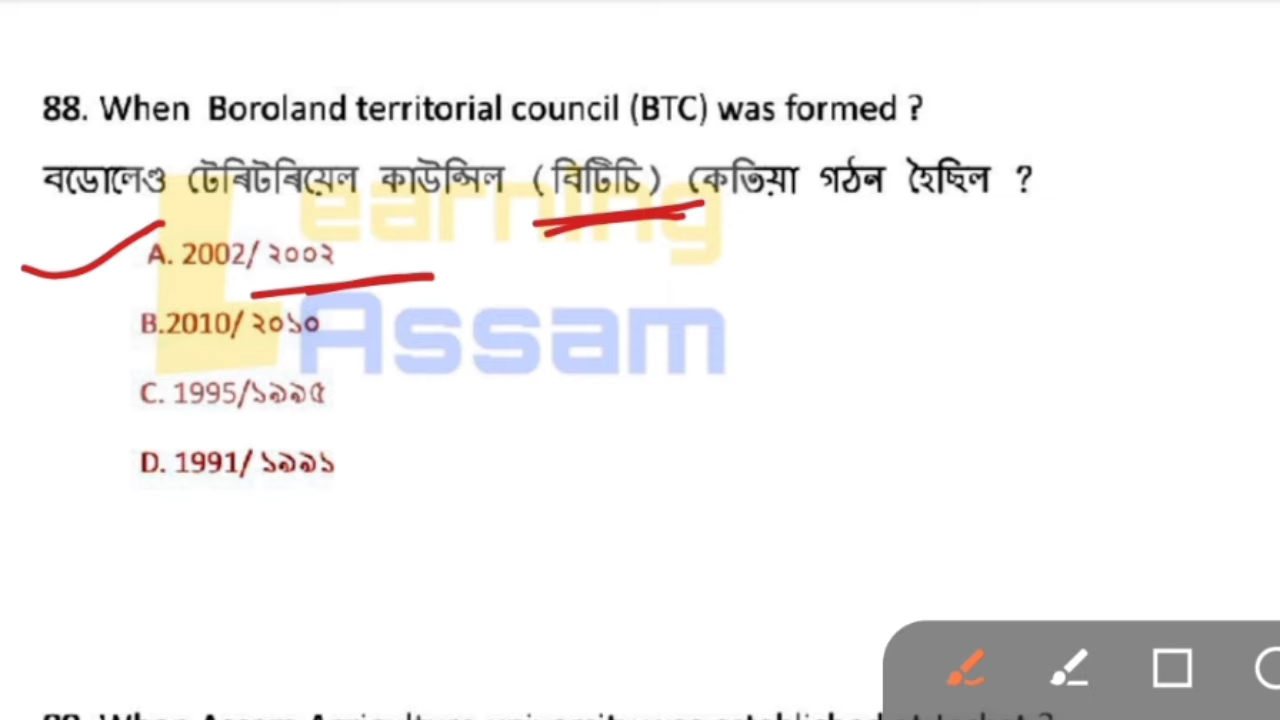 88. When Boroland territorial council (BTC) was formed ?
বড়োলেণ্ড টেৰিটৰিয়েল কাউন্সিল ( বিটিচি ) কেতিয়া গঠন হৈছিল ?
Learning
Assam
A. 2002/ ২০০২
B.2010/ ২০১০
C. 1995/১৯৯৫
D. 1991/ ১৯৯১